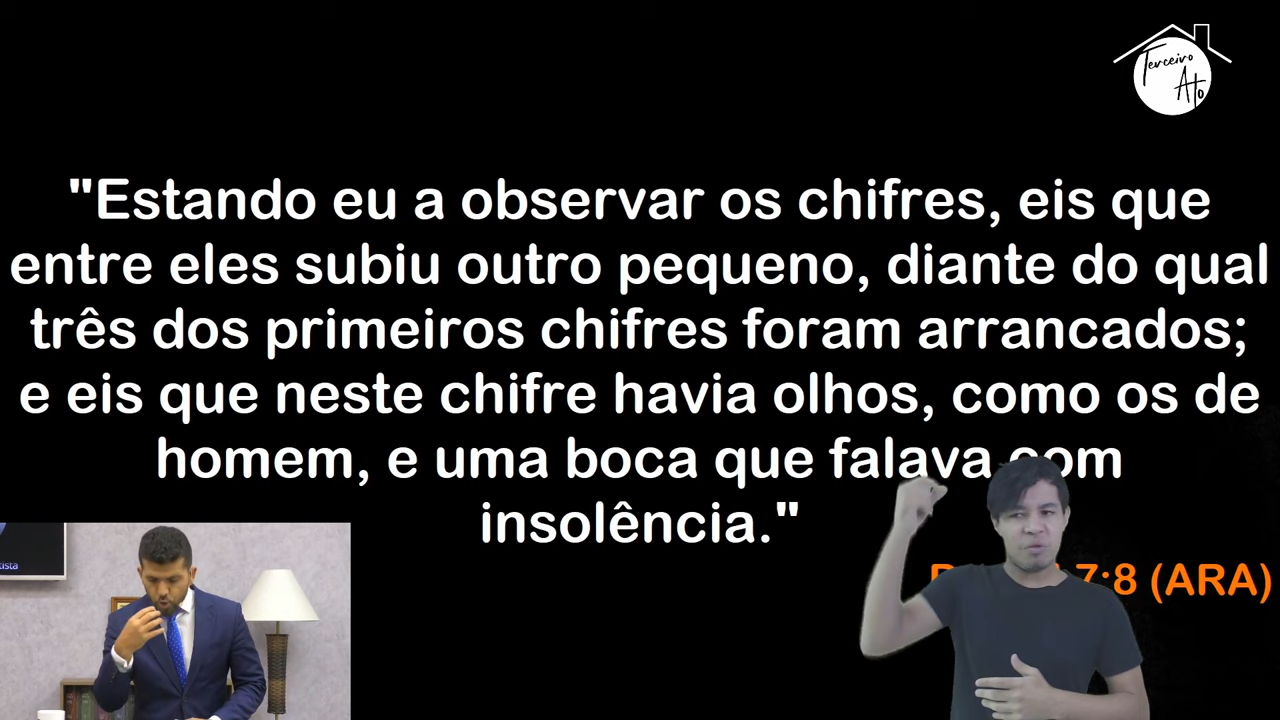 Terceiro
Ato
"Estando eu a observar os chifres, eis que
entre eles subiu outro pequeno, diante do qual
três dos primeiros chifres foram arrancados;
e eis que neste chifre havia olhos, como os de
homem, e uma boca que falava com
insolência."
7:8 (ARA)
tista